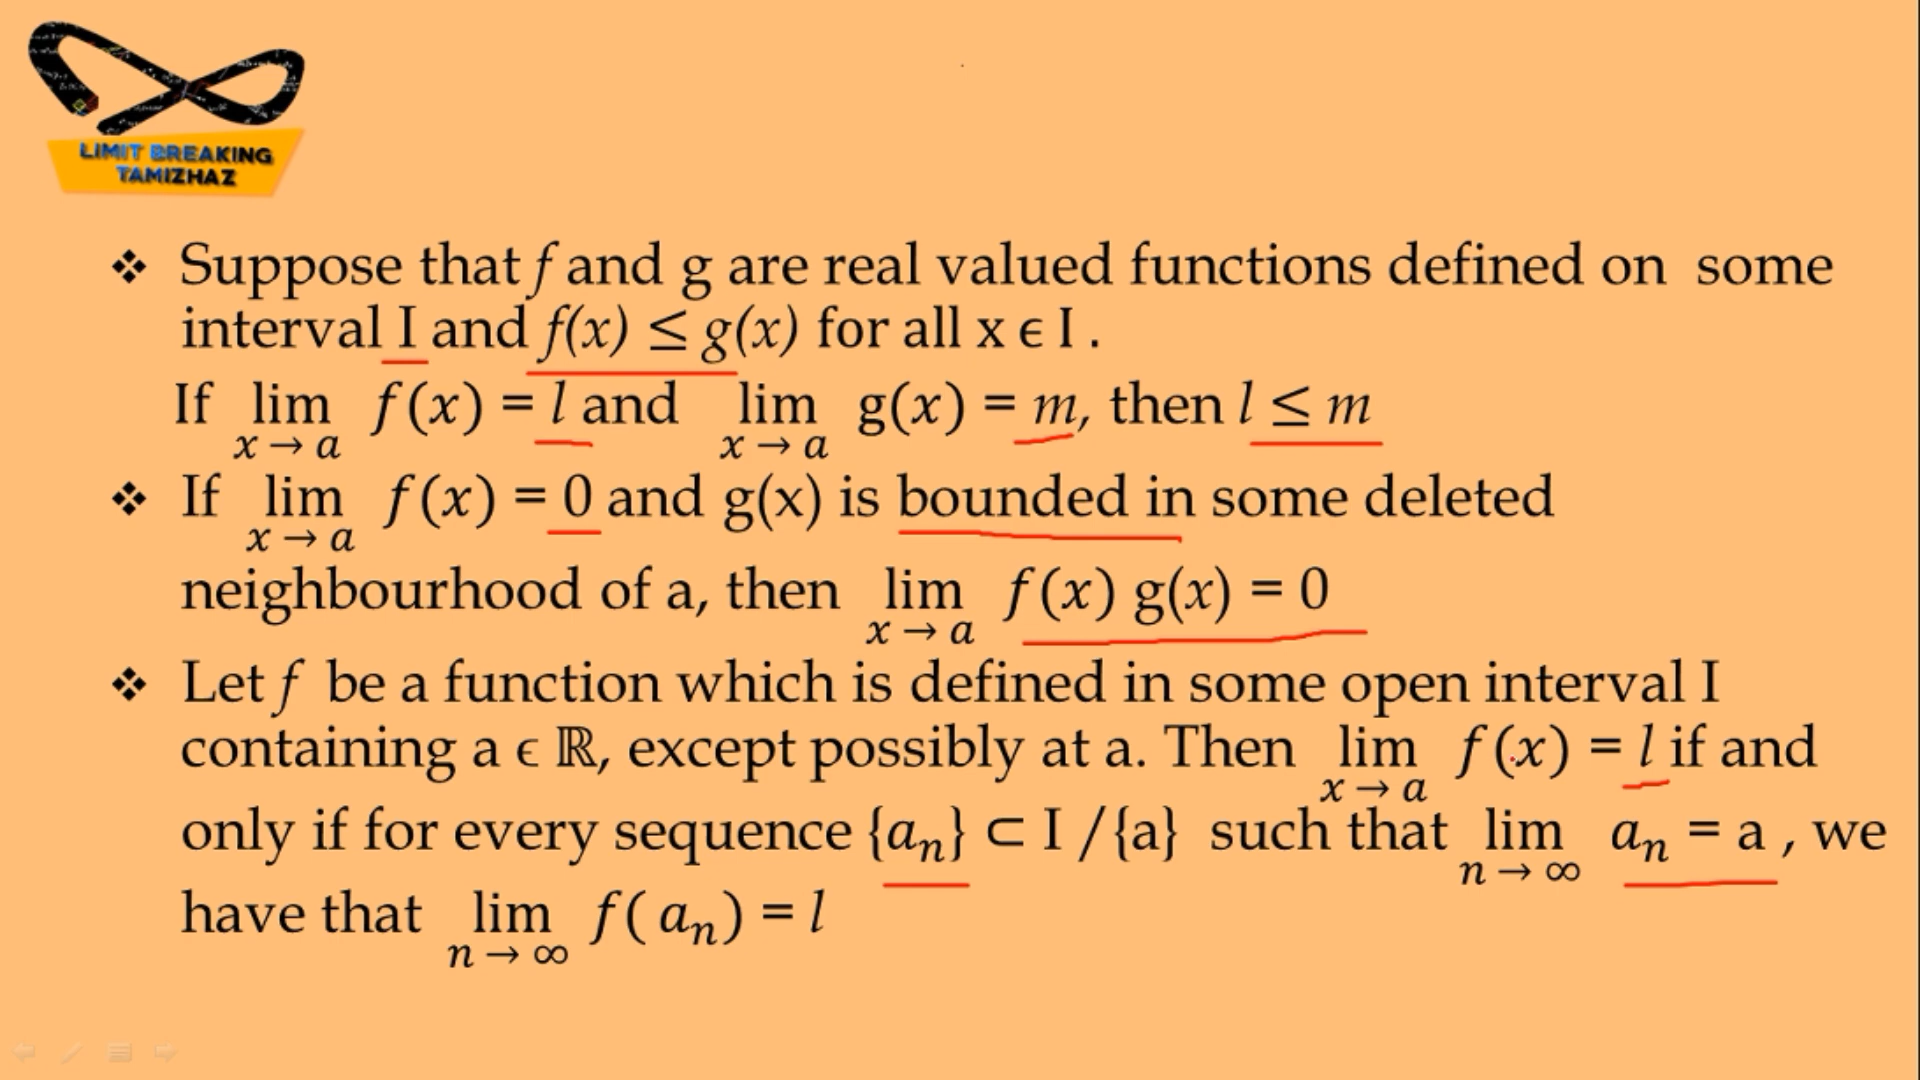 LIMIT BREAKING
TAMIZHAZ
❖ Suppose that f and g are real valued functions defined on some
interval I and f(x) ≤ g(x) for all x ϵ I .
If lim f(x) = l and lim g(x) = m, then l ≤ m
x → a x → a
❖ If lim f(x) = 0 and g(x) is bounded in some deleted
x → a
neighbourhood of a, then lim f(x) g(x) = 0
x → a
❖ Let f be a function which is defined in some open interval I
containing a ϵ ℝ, except possibly at a. Then lim f(x) = l if and
x → a
only if for every sequence {aₙ} ⊂ I /{a} such that lim aₙ = a , we
n → ∞
have that lim f( aₙ) = l
n → ∞